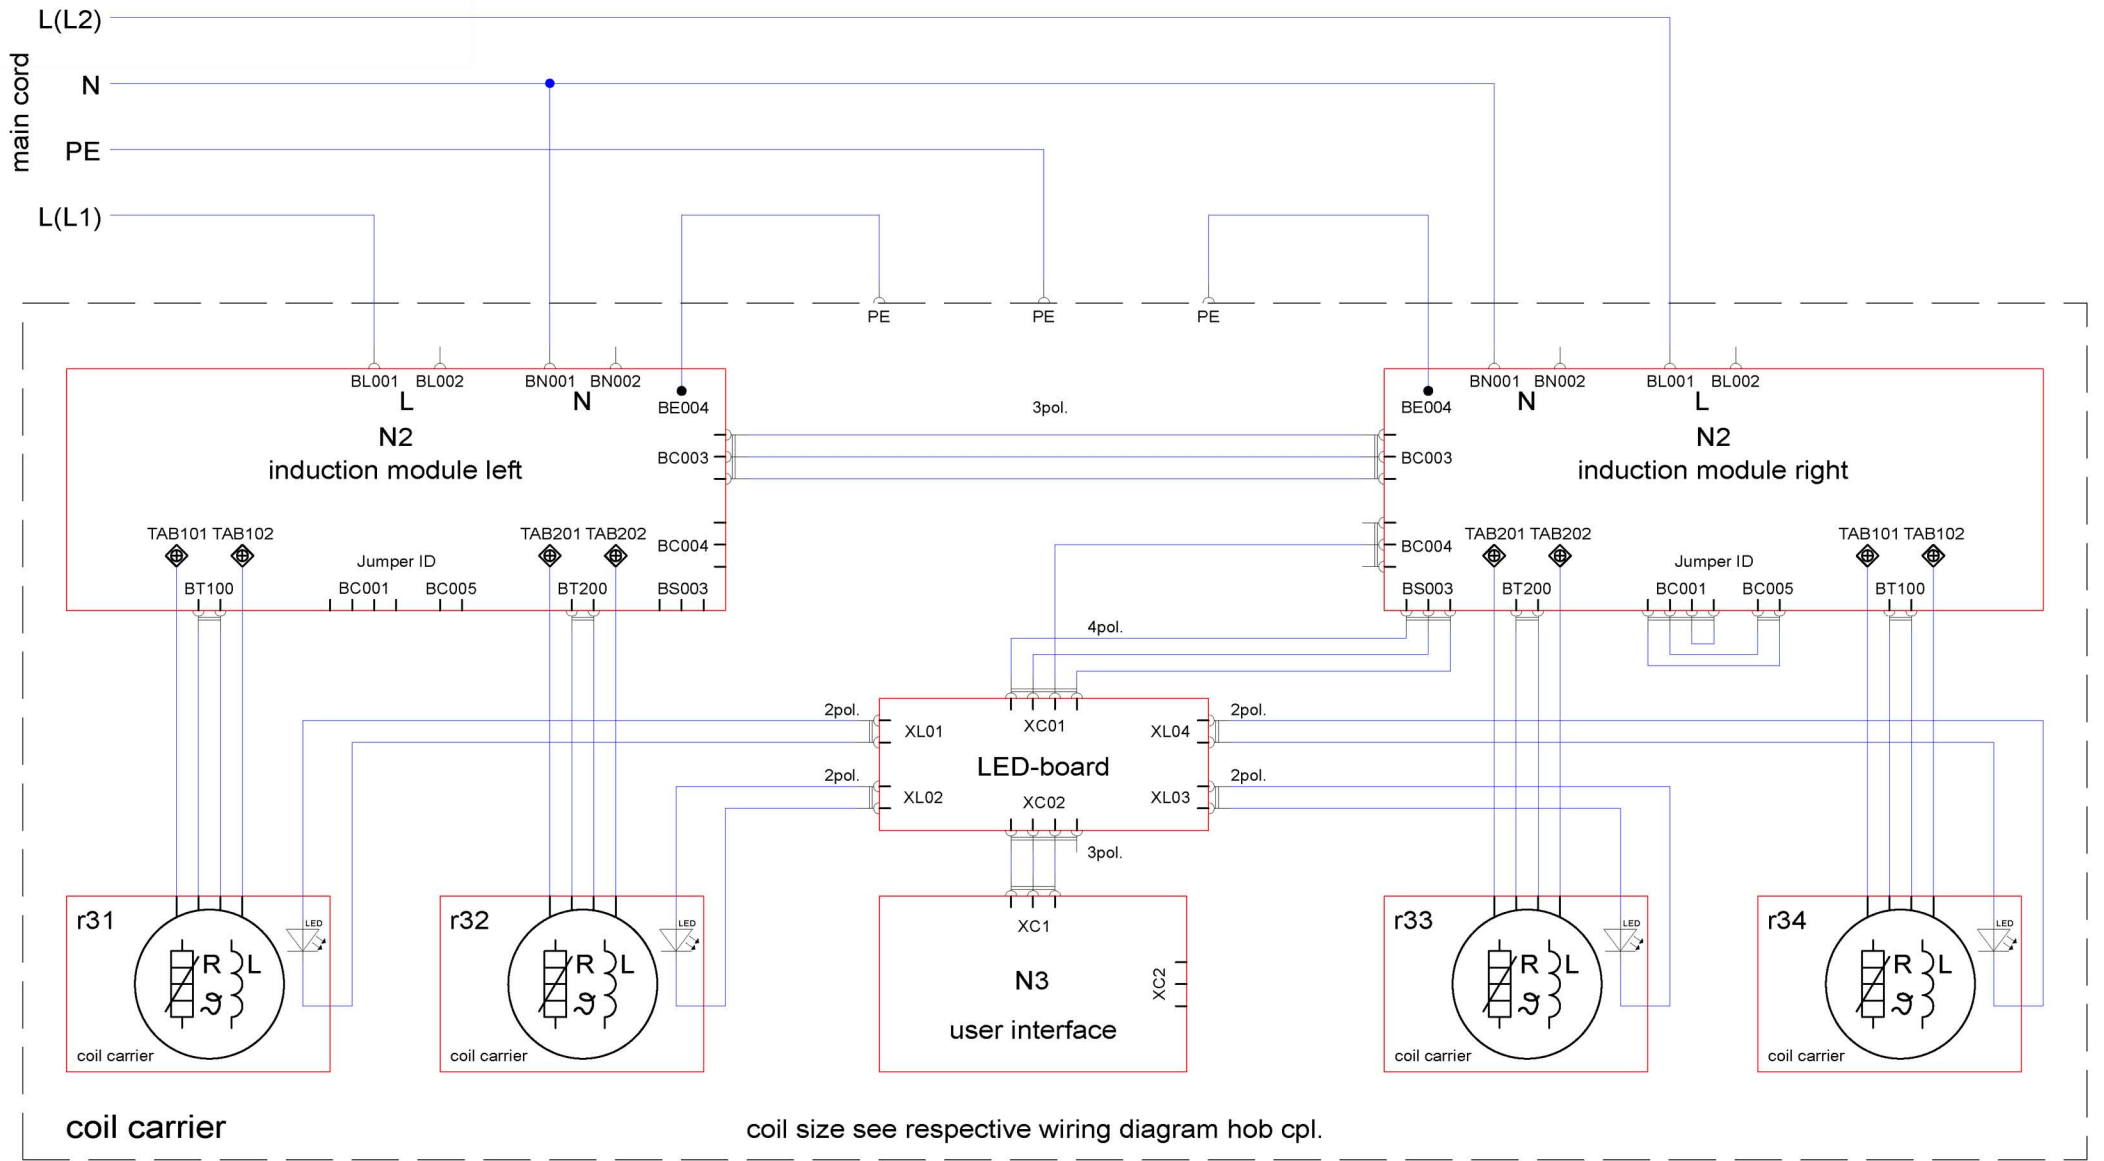 L(L2)
main cord
N
PE
L(L1)
PE PE PE
BL001 BL002 BN001 BN002
L N
BE004
N2
induction module left
BC003
TAB101 TAB102 TAB201 TAB202
BC004
Jumper ID
BT100 BC001 BC005 BT200 BS003
3pol.
BN001 BN002 BL001 BL002
BE004
N L
N2
induction module right
BC003
BC004
TAB201 TAB202 TAB101 TAB102
Jumper ID
BS003 BT200 BC001 BC005 BT100
4pol.
2pol. 2pol.
XL01 XC01 XL04
LED-board
2pol. 2pol.
XL02 XC02 XL03
3pol.
r31
LED
R L
ϑ
coil carrier
r32
LED
R L
ϑ
coil carrier
XC1
N3
XC2
user interface
r33
LED
R L
ϑ
coil carrier
r34
LED
R L
ϑ
coil carrier
coil carrier
coil size see respective wiring diagram hob cpl.